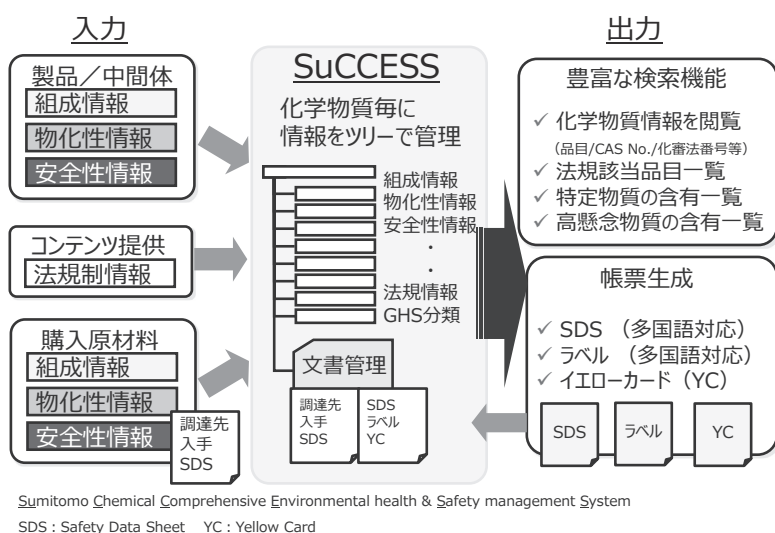 入力
製品／中間体
組成情報
物化性情報
安全性情報
コンテンツ提供
法規制情報
購入原材料
組成情報
物化性情報
安全性情報
調達先
入手
SDS
SuCCESS
化学物質毎に
情報をツリーで管理
組成情報
物化性情報
安全性情報
・
・
法規情報
GHS分類
文書管理
調達先
入手
SDS
SDS
ラベル
YC
出力
豊富な検索機能
✓ 化学物質情報を閲覧
（品目/CAS No./化審法番号等）
✓ 法規該当品目一覧
✓ 特定物質の含有一覧
✓ 高懸念物質の含有一覧
帳票生成
✓ SDS （多国語対応）
✓ ラベル （多国語対応）
✓ イエローカード（YC）
SDS
ラベル
YC
Sumitomo Chemical Comprehensive Environmental health & Safety management System
SDS : Safety Data Sheet YC : Yellow Card